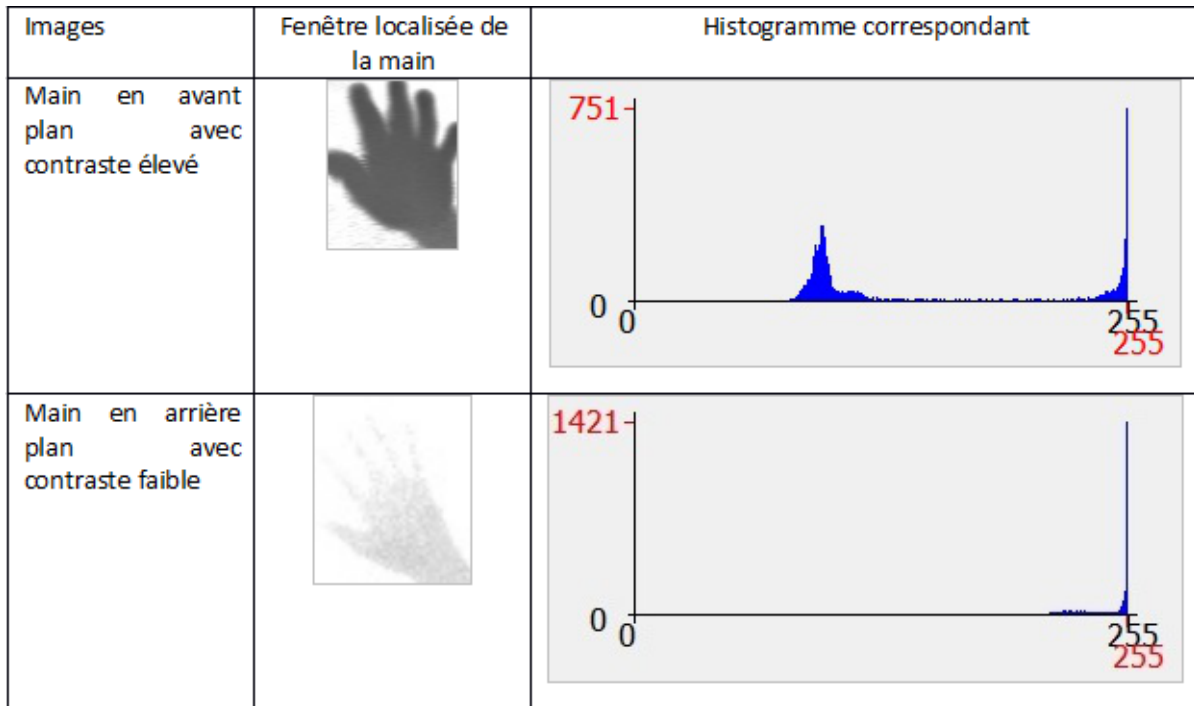 Images
Fenêtre localisée de
la main
Histogramme correspondant
Main en avant
plan avec
contraste élevé
751
0
0
255
255
Main en arrière
plan avec
contraste faible
1421
0
0
255
255